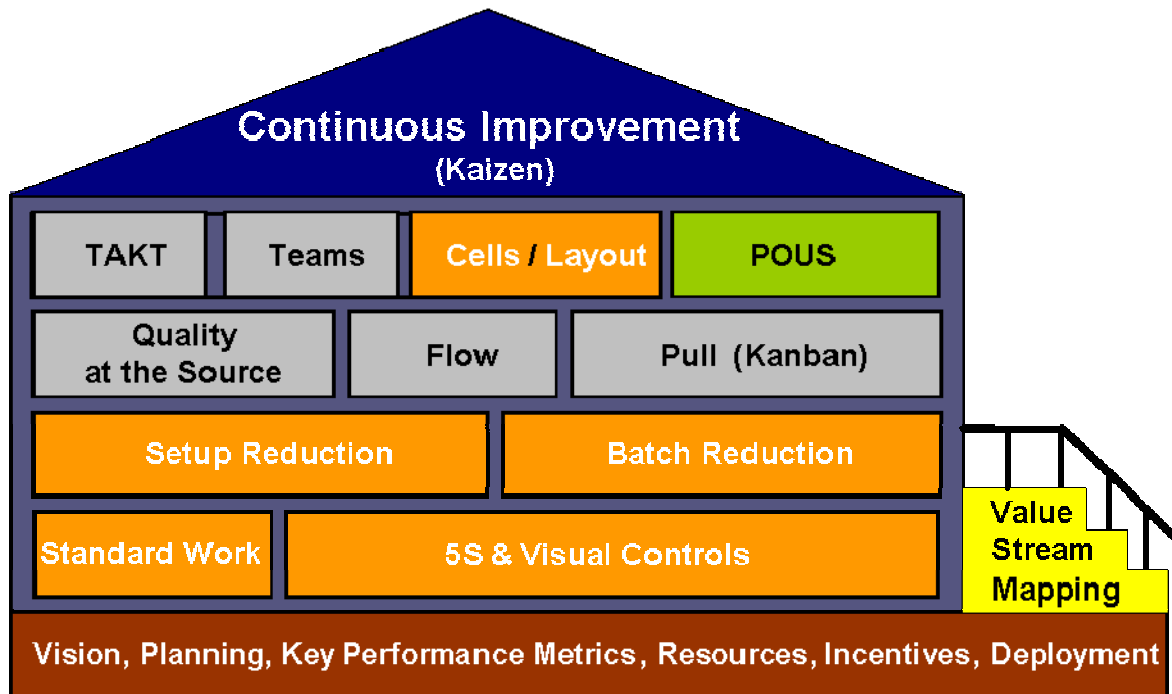 Continuous Improvement
(Kaizen)
TAKT
Teams
Cells / Layout
POUS
Quality
at the Source
Flow
Pull (Kanban)
Setup Reduction
Batch Reduction
Standard Work
5S & Visual Controls
Value
Stream
Mapping
Vision, Planning, Key Performance Metrics, Resources, Incentives, Deployment